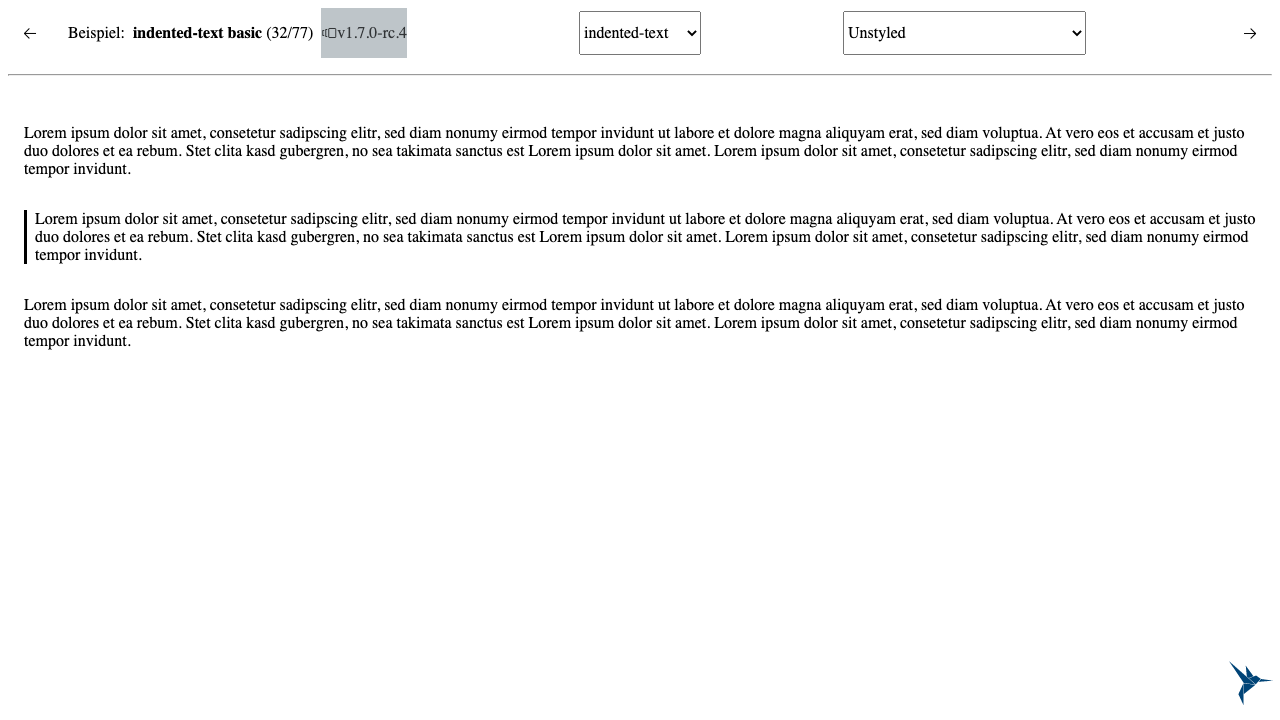 ← Beispiel: indented-text basic (32/77) v1.7.0-rc.4 indented-text Unstyled →
Lorem ipsum dolor sit amet, consetetur sadipscing elitr, sed diam nonumy eirmod tempor invidunt ut labore et dolore magna aliquyam erat, sed diam voluptua. At vero eos et accusam et justo
duo dolores et ea rebum. Stet clita kasd gubergren, no sea takimata sanctus est Lorem ipsum dolor sit amet. Lorem ipsum dolor sit amet, consetetur sadipscing elitr, sed diam nonumy eirmod
tempor invidunt.
Lorem ipsum dolor sit amet, consetetur sadipscing elitr, sed diam nonumy eirmod tempor invidunt ut labore et dolore magna aliquyam erat, sed diam voluptua. At vero eos et accusam et justo
duo dolores et ea rebum. Stet clita kasd gubergren, no sea takimata sanctus est Lorem ipsum dolor sit amet. Lorem ipsum dolor sit amet, consetetur sadipscing elitr, sed diam nonumy eirmod
tempor invidunt.
Lorem ipsum dolor sit amet, consetetur sadipscing elitr, sed diam nonumy eirmod tempor invidunt ut labore et dolore magna aliquyam erat, sed diam voluptua. At vero eos et accusam et justo
duo dolores et ea rebum. Stet clita kasd gubergren, no sea takimata sanctus est Lorem ipsum dolor sit amet. Lorem ipsum dolor sit amet, consetetur sadipscing elitr, sed diam nonumy eirmod
tempor invidunt.